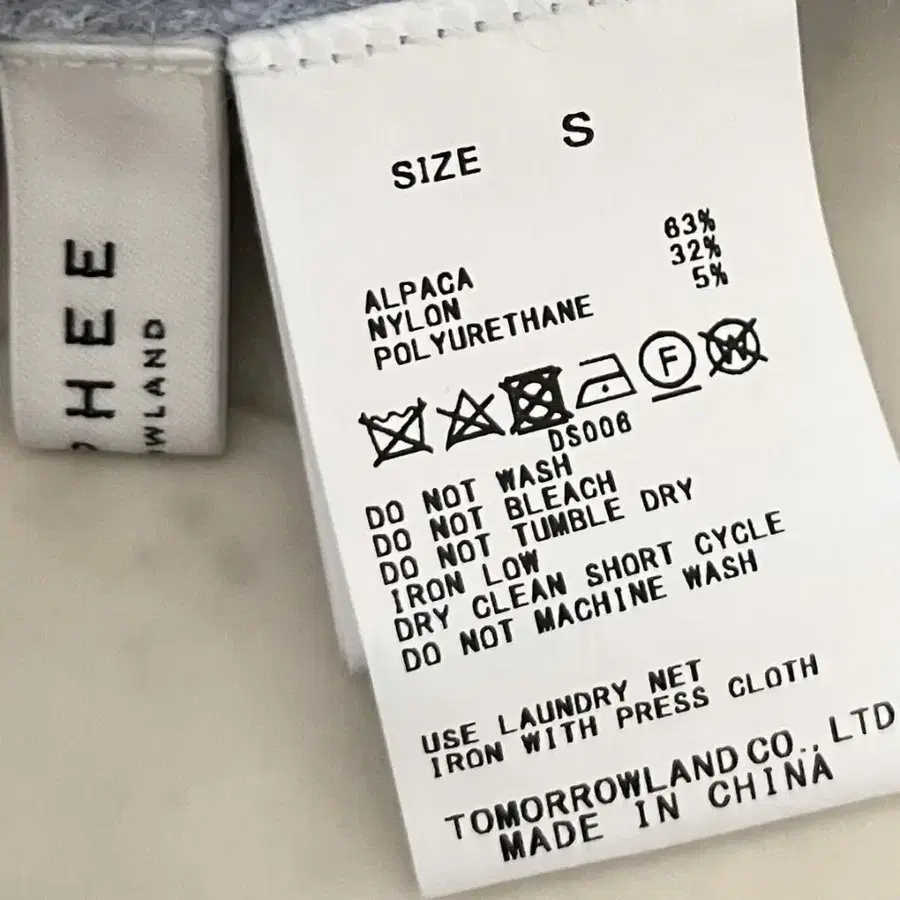 HEE
WLAND
SIZE S
ALPACA 63%
NYLON 32%
POLYURETHANE 5%
F W
DS006
DO NOT WASH
DO NOT BLEACH
DO NOT TUMBLE DRY
IRON LOW
DRY CLEAN SHORT CYCLE
DO NOT MACHINE WASH
USE LAUNDRY NET
IRON WITH PRESS CLOTH
TOMORROWLAND CO., LTD
MADE IN CHINA